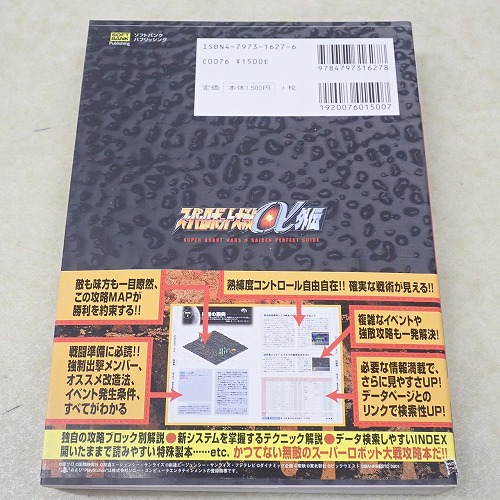 SOFT
BANK
Publishing
ソフトバンク
パブリッシング
ISBN4-7973-1627-6
C0076 ¥1500E
定価 本体1,500円 +税
9784797316278
1920076015007
スーパーロボット大戦α外伝
SUPER ROBOT WARS α GAIDEN PERFECT GUIDE
敵も味方も一目瞭然、
この攻略MAPが
勝利を約束する!!
熟練度コントロール自由自在!! 確実な戦術が見える!!
複雑なイベントや
強敵攻略も一発解決!
戦闘準備に必読!!
強制出撃メンバー、
オススメ改造法、
イベント発生条件、
すべてがわかる
必要な情報満載で、
さらに見やすさUP!
データページとの
リンクで検索性UP!
独自の攻略ブロック別解説●新システムを掌握するテクニック解説●データ検索しやすいINDEX
開いたままで読みやすい特殊製本……etc. かつてない無敵のスーパーロボット大戦攻略本だ!!